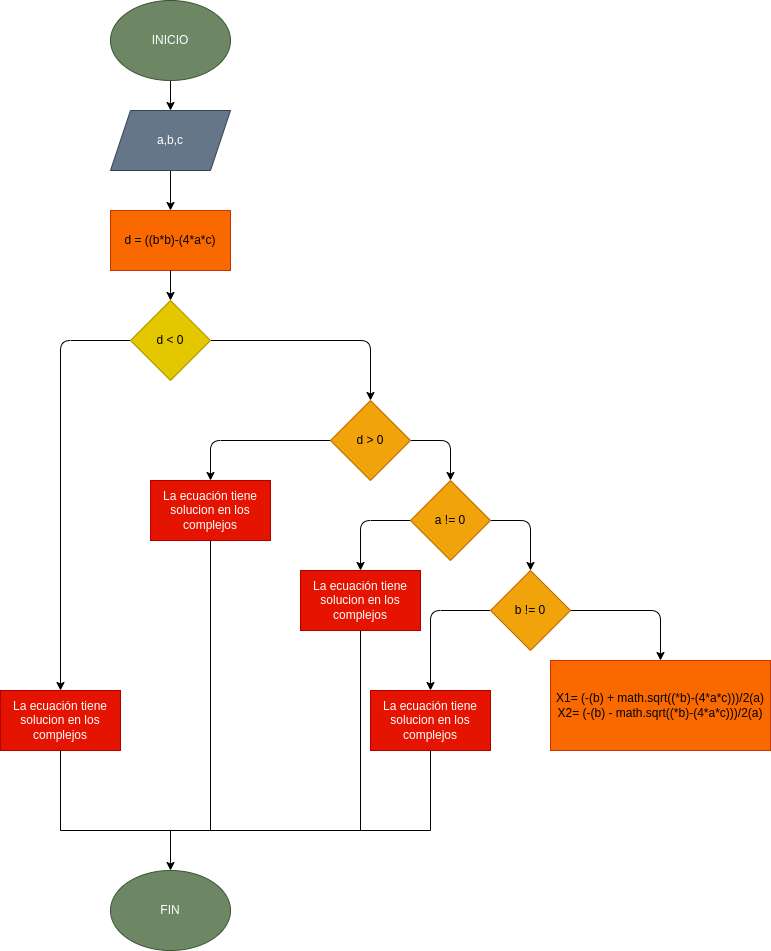 INICIO
a,b,c
d = ((b*b)-(4*a*c)
d < 0
d > 0
La ecuación tiene
solucion en los
complejos
a != 0
La ecuación tiene
solucion en los
complejos
b != 0
La ecuación tiene
solucion en los
complejos
La ecuación tiene
solucion en los
complejos
X1= (-(b) + math.sqrt((*b)-(4*a*c)))/2(a)
X2= (-(b) - math.sqrt((*b)-(4*a*c)))/2(a)
FIN